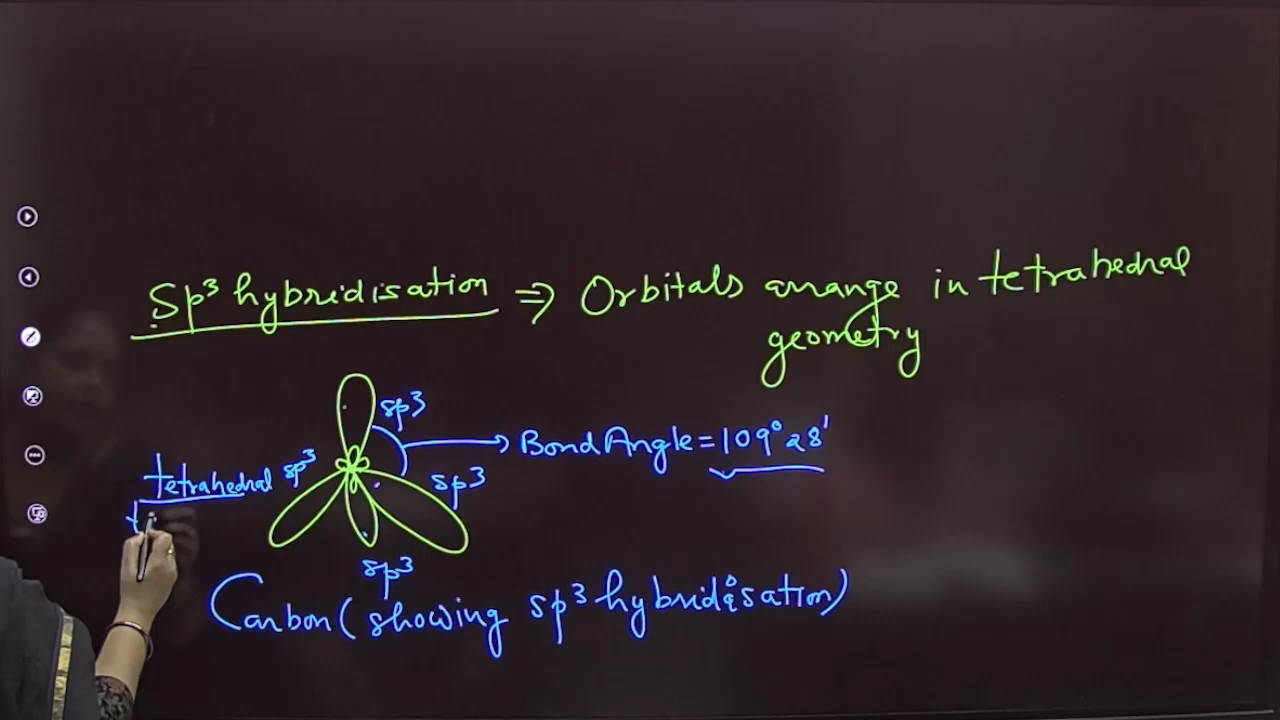 Sp³ hybridisation ⇒ Orbitals arrange in tetrahedral
geometry
sp3
Bond Angle = 109° 28'
tetrahedral sp³
sp3
sp3
Carbon (showing sp³ hybridisation)